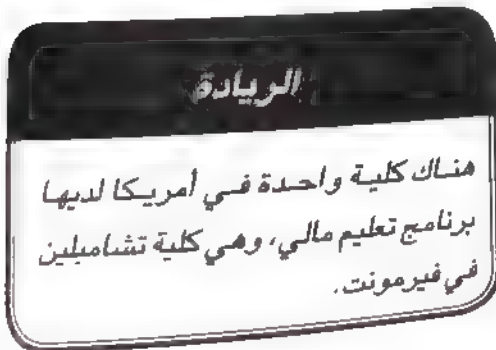 الريادة
هناك كلية واحدة في أمريكا لديها
برنامج تعليم مالي، وهي كلية تشامبلين
في فيرمونت.